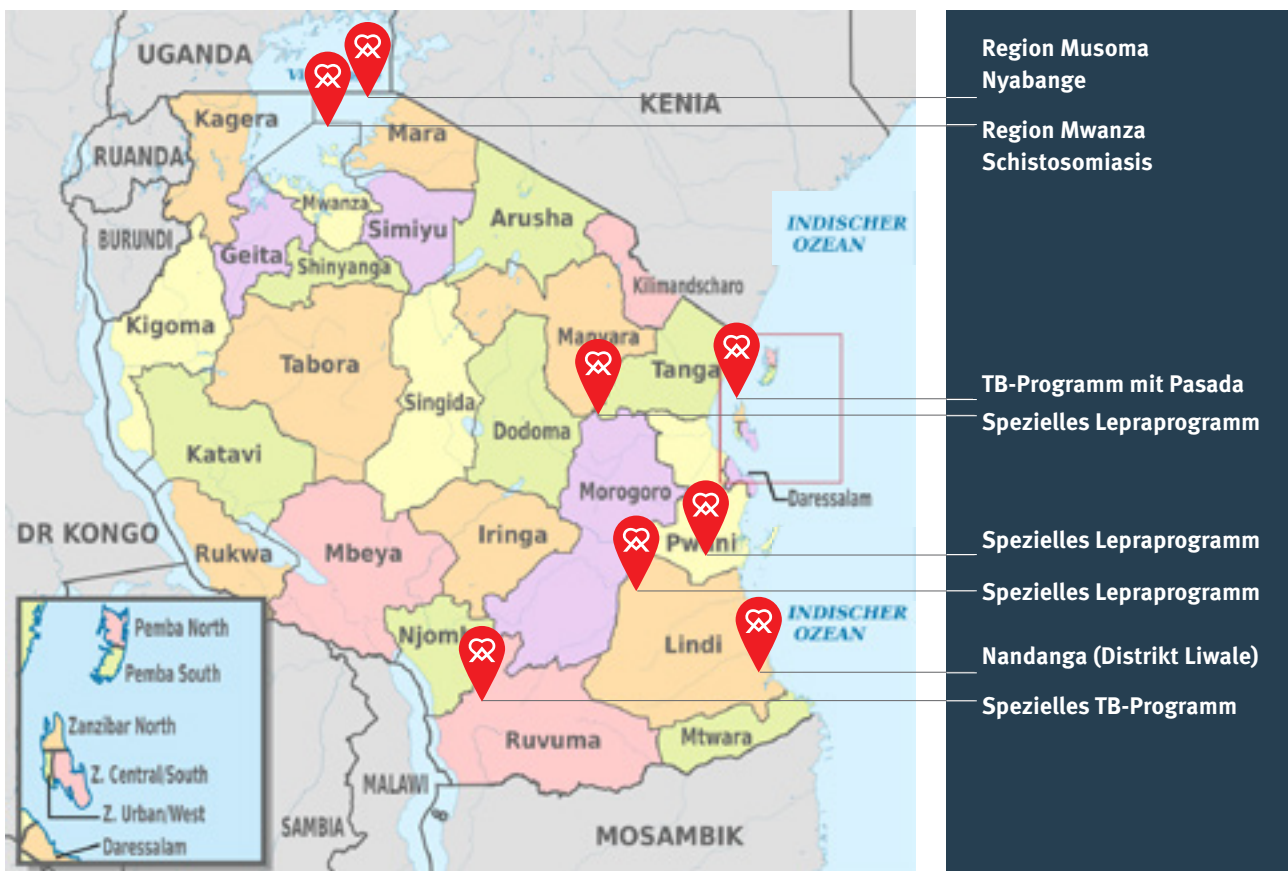 UGANDA
KENIA
Kagera
Mara
RUANDA
BURUNDI
Mwanza
Geita
Simiyu
Arusha
Shinyanga
INDISCHER
OZEAN
Kilimandscharo
Kigoma
Tabora
Manyara
Tanga
Singida
Dodoma
Katavi
Morogoro
Daressalam
DR KONGO
Rukwa
Mbeya
Iringa
Pwani
INDISCHER
OZEAN
Lindi
Ruvuma
Mtwara
MALAWI
SAMBIA
MOSAMBIK
Pemba North
Pemba South
Zanzibar North
Z. Central/South
Z. Urban/West
Daressalam
Region Musoma
Nyabange
Region Mwanza
Schistosomiasis
TB-Programm mit Pasada
Spezielles Lepraprogramm
Spezielles Lepraprogramm
Spezielles Lepraprogramm
Nandanga (Distrikt Liwale)
Spezielles TB-Programm